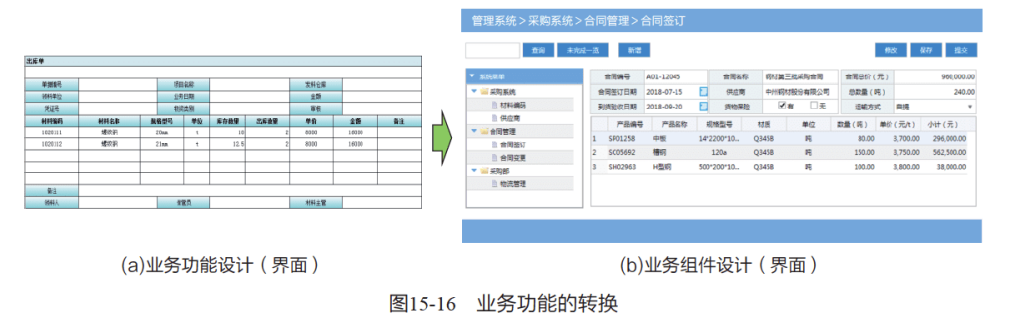 管理系统>采购系统>合同管理>合同签订
查询 未完成一览 新增 修改 保存 提交
出库单
单据编号 项目名称 发料仓库
领料单位 业务日期 主题
凭证号 物流类别 审核
材料编码 材料名称 规格型号 单位 库存数量 出库数量 单价 金额 备注
1020111 螺纹钢 20mm t 10 2 8000 16000
1020112 螺纹钢 21mm t 12.5 2 8000 16000
备注
领料人 保管员 材料主管
系统菜单
采购系统
材料编码
供应商
合同管理
合同签订
合同变更
采购部
物流管理
合同编号 A01-12045 合同名称 钢材第三批采购合同 合同总价（元） 960,000.00
合同签订日期 2018-07-15 供应商 中州钢材股份有限公司 总数量（吨） 240.00
到货验收日期 2018-09-20 货物保险 有 无 运输方式 自提
产品编号 产品名称 规格型号 材质 单位 数量（吨） 单价（元/t） 小计（元）
1 SP01258 中板 14*2200*10... Q345B 吨 80.00 3,700.00 296,000.00
2 SC05692 槽钢 120a Q345B 吨 150.00 3,750.00 562,500.00
3 SH02963 H型钢 500*200*10... Q345B 吨 100.00 3,800.00 38,000.00
(a)业务功能设计（界面）
(b)业务组件设计（界面）
图15-16 业务功能的转换